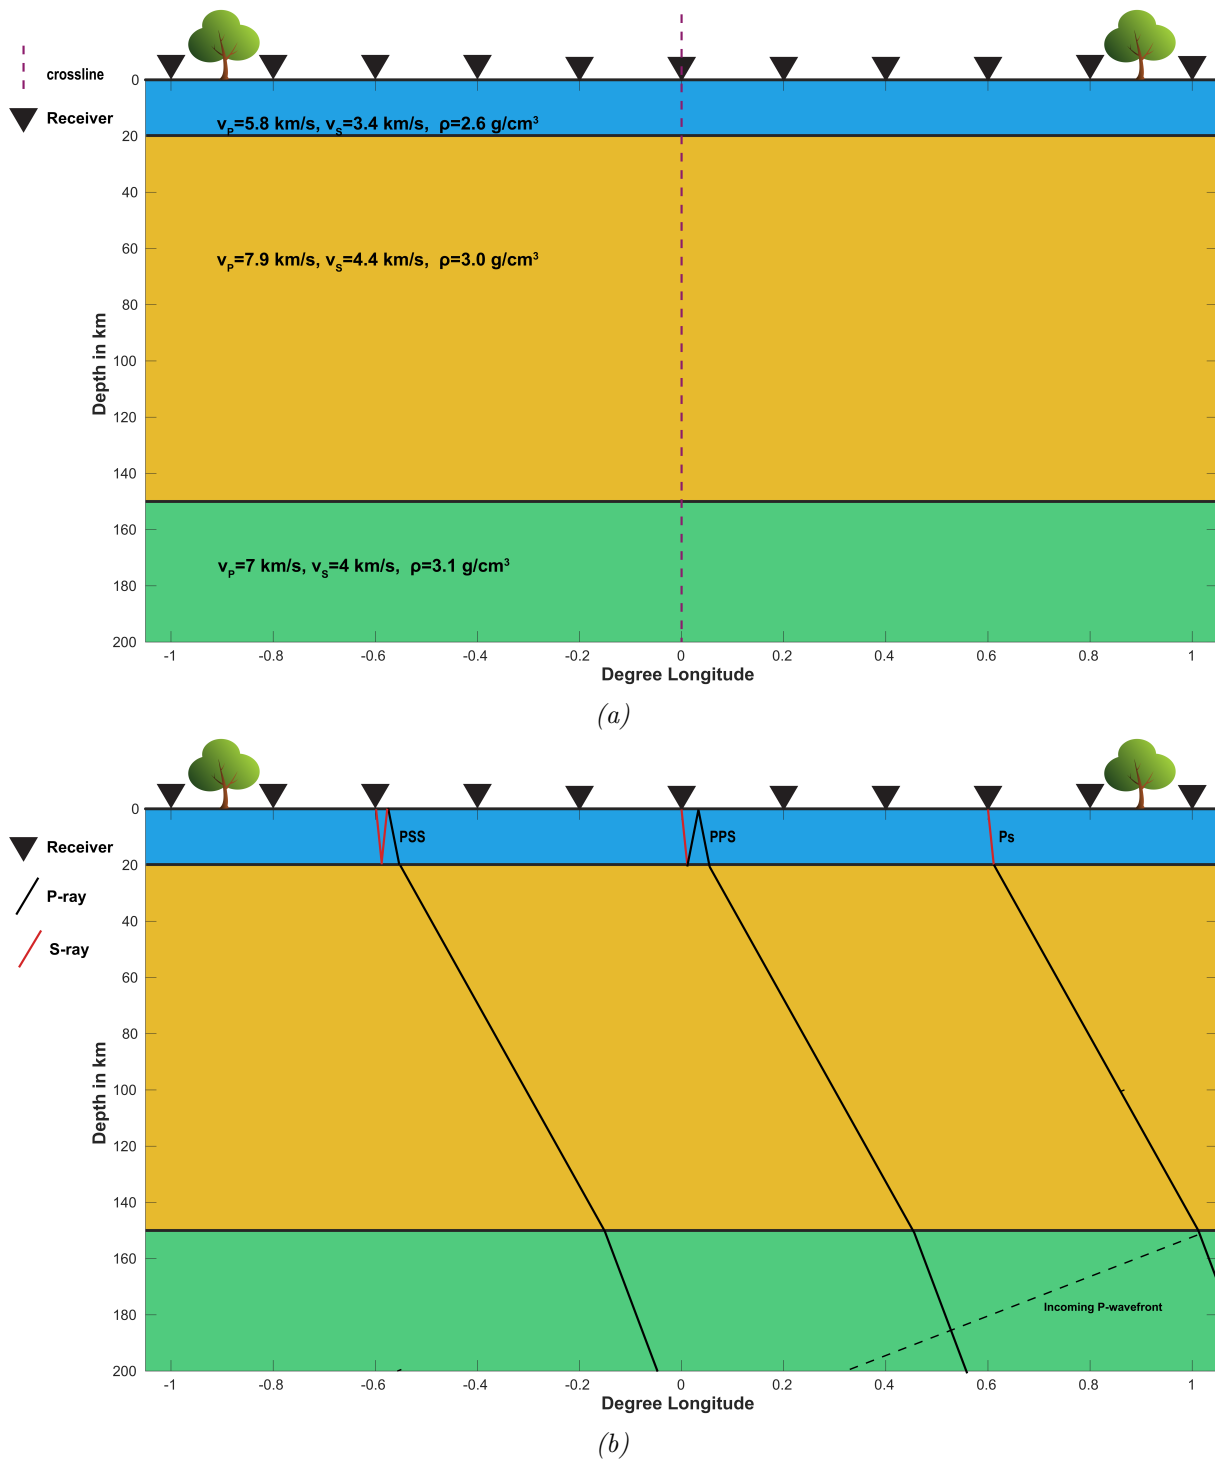 crossline
Receiver
0
20
40
60
80
100
120
140
160
180
200
Depth in km
vP=5.8 km/s, vS=3.4 km/s, ρ=2.6 g/cm³
vP=7.9 km/s, vS=4.4 km/s, ρ=3.0 g/cm³
vP=7 km/s, vS=4 km/s, ρ=3.1 g/cm³
-1 -0.8 -0.6 -0.4 -0.2 0 0.2 0.4 0.6 0.8 1
Degree Longitude
(a)
Receiver
P-ray
S-ray
0
20
40
60
80
100
120
140
160
180
200
Depth in km
PSS PPS Ps
Incoming P-wavefront
-1 -0.8 -0.6 -0.4 -0.2 0 0.2 0.4 0.6 0.8 1
Degree Longitude
(b)